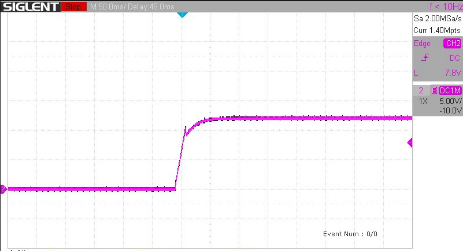 SIGLENT Stop M 50.0ms/ Delay:45.0ms f < 10Hz
Sa 2.00MSa/s
Curr 1.40Mpts
Edge CH2
DC
L 7.8V
2 DC1M
1X 5.00V/
-10.0V
Event Num : 0/0